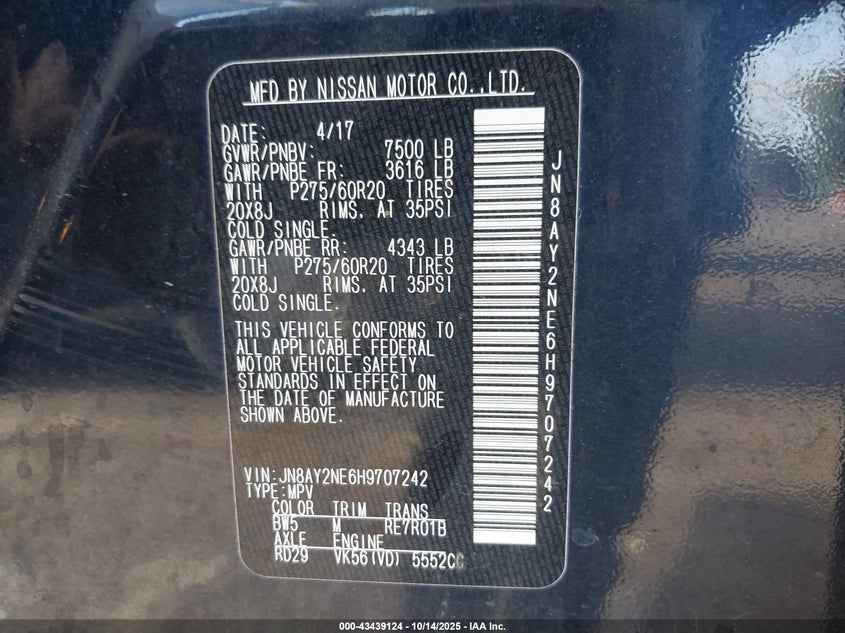 MFD BY NISSAN MOTOR CO.,LTD.
DATE: 4/17
GVWR/PNBV: 7500 LB
GAWR/PNBE FR: 3616 LB
WITH P275/60R20 TIRES
20X8J RIMS. AT 35PSI
COLD SINGLE.
GAWR/PNBE RR: 4343 LB
WITH P275/60R20 TIRES
20X8J RIMS. AT 35PSI
COLD SINGLE.
THIS VEHICLE CONFORMS TO
ALL APPLICABLE FEDERAL
MOTOR VEHICLE SAFETY
STANDARDS IN EFFECT ON
THE DATE OF MANUFACTURE
SHOWN ABOVE.
VIN:JN8AY2NE6H9707242
TYPE:MPV
COLOR TRIM TRANS
BW5 M RE7R01B
AXLE ENGINE
RD29 VK56(VD) 5552CC
JN8AY2NE6H9707242
000-43439124 - 10/14/2025 - IAA Inc.